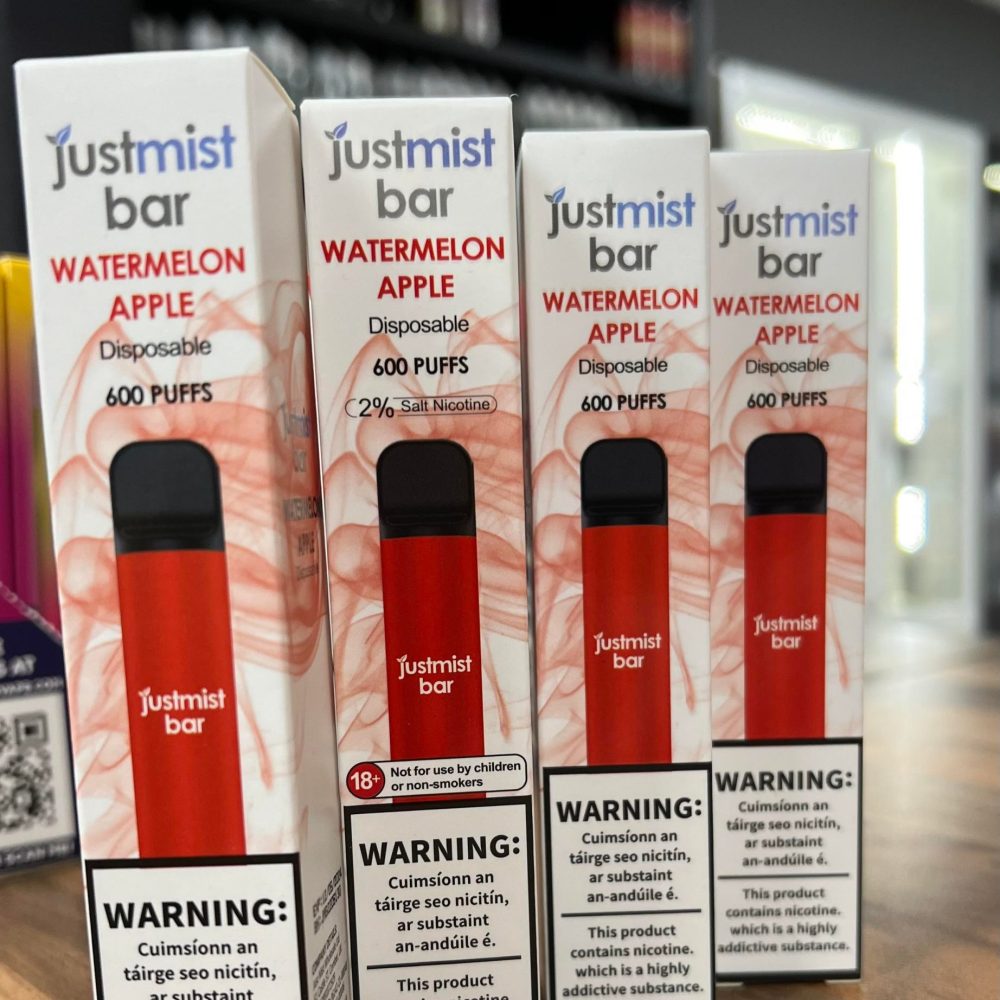 justmist
bar
WATERMELON
APPLE
Disposable
600 PUFFS
justmist
bar
WARNING:
Cuimsíonn an
táirge seo nicitín,
ar substaint
justmist
bar
WATERMELON
APPLE
Disposable
600 PUFFS
2% Salt Nicotine
justmist
bar
18+ Not for use by children
or non-smokers
WARNING:
Cuimsíonn an
táirge seo nicitín,
ar substaint
an-andúile é.
This product
justmist
bar
WATERMELON
APPLE
Disposable
600 PUFFS
justmist
bar
WARNING:
Cuimsíonn an
táirge seo nicitín,
ar substaint
an-andúile é.
This product
contains nicotine.
which is a highly
addictive substance.
justmist
bar
WATERMELON
APPLE
Disposable
600 PUFFS
justmist
bar
WARNING:
Cuimsíonn an
táirge seo nicitín,
ar substaint
an-andúile é.
This product
contains nicotine.
which is a highly
addictive substance.